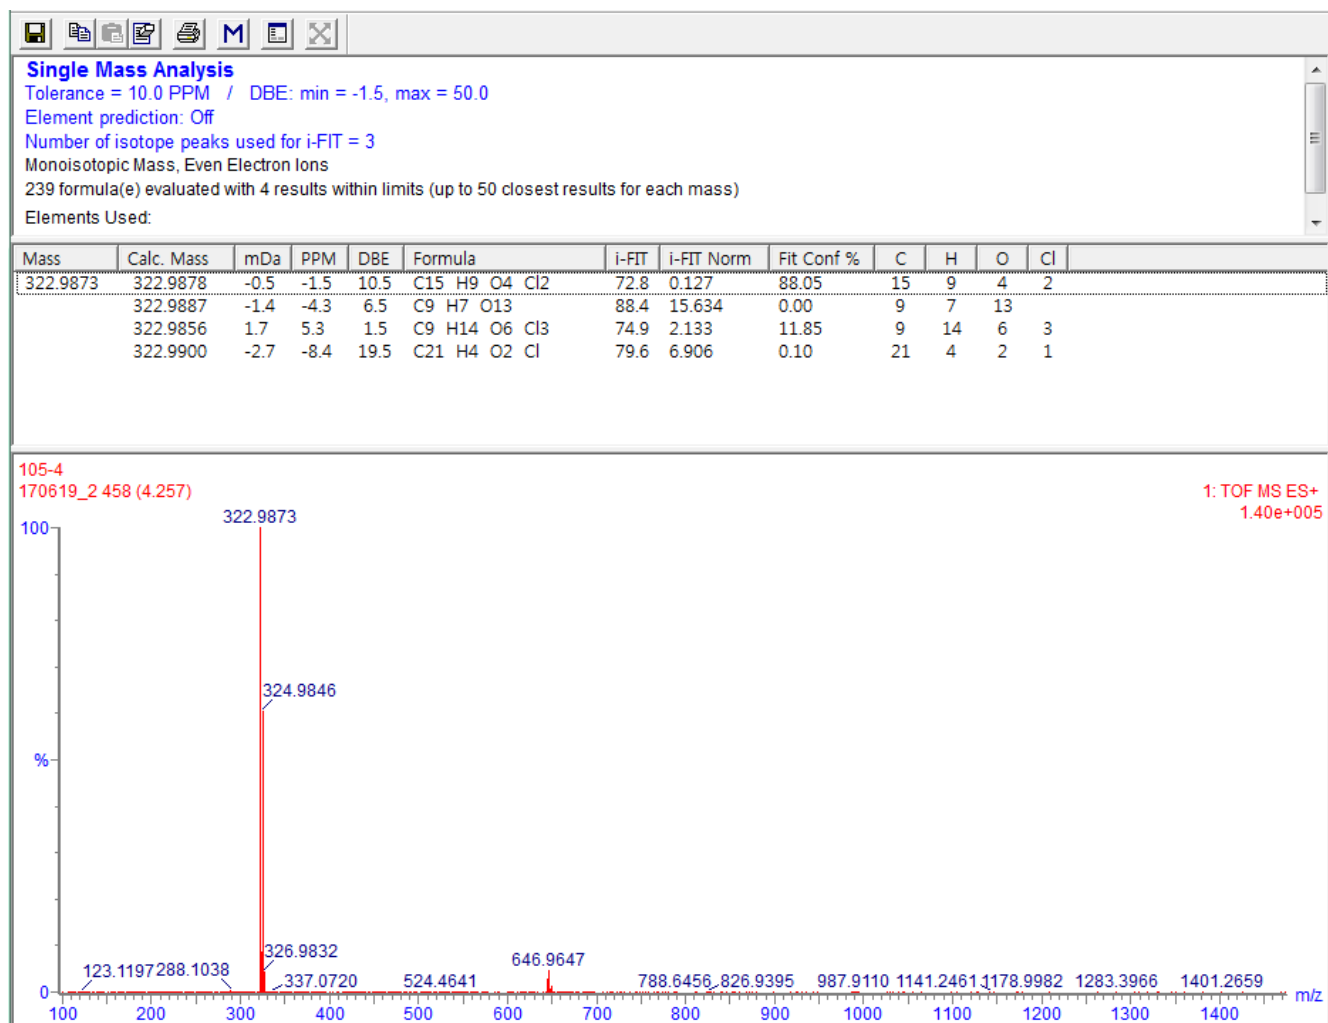 M
Single Mass Analysis
Tolerance = 10.0 PPM / DBE: min = -1.5, max = 50.0
Element prediction: Off
Number of isotope peaks used for i-FIT = 3
Monoisotopic Mass, Even Electron Ions
239 formula(e) evaluated with 4 results within limits (up to 50 closest results for each mass)
Elements Used:
Mass Calc. Mass mDa PPM DBE Formula i-FIT i-FIT Norm Fit Conf % C H O Cl
322.9873 322.9878 -0.5 -1.5 10.5 C15 H9 O4 Cl2 72.8 0.127 88.05 15 9 4 2
322.9887 -1.4 -4.3 6.5 C9 H7 O13 88.4 15.634 0.00 9 7 13
322.9856 1.7 5.3 1.5 C9 H14 O6 Cl3 74.9 2.133 11.85 9 14 6 3
322.9900 -2.7 -8.4 19.5 C21 H4 O2 Cl 79.6 6.906 0.10 21 4 2 1
105-4
170619_2 458 (4.257)
1: TOF MS ES+
1.40e+005
322.9873
100
324.9846
%
326.9832
646.9647
123.1197 288.1038 337.0720 524.4641 788.6456 826.9395 987.9110 1141.2461 1178.9982 1283.3966 1401.2659
0
m/z
100 200 300 400 500 600 700 800 900 1000 1100 1200 1300 1400